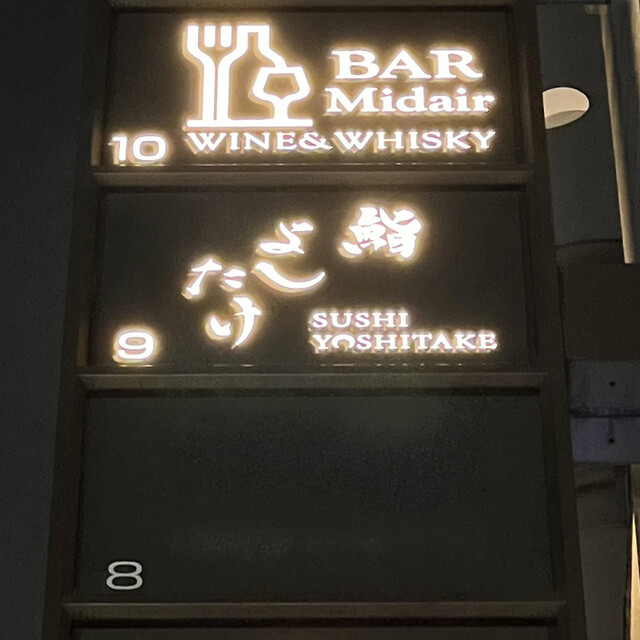 BAR
Midair
WINE&WHISKY
10
鮨
よし
たけ
SUSHI
YOSHITAKE
9
8